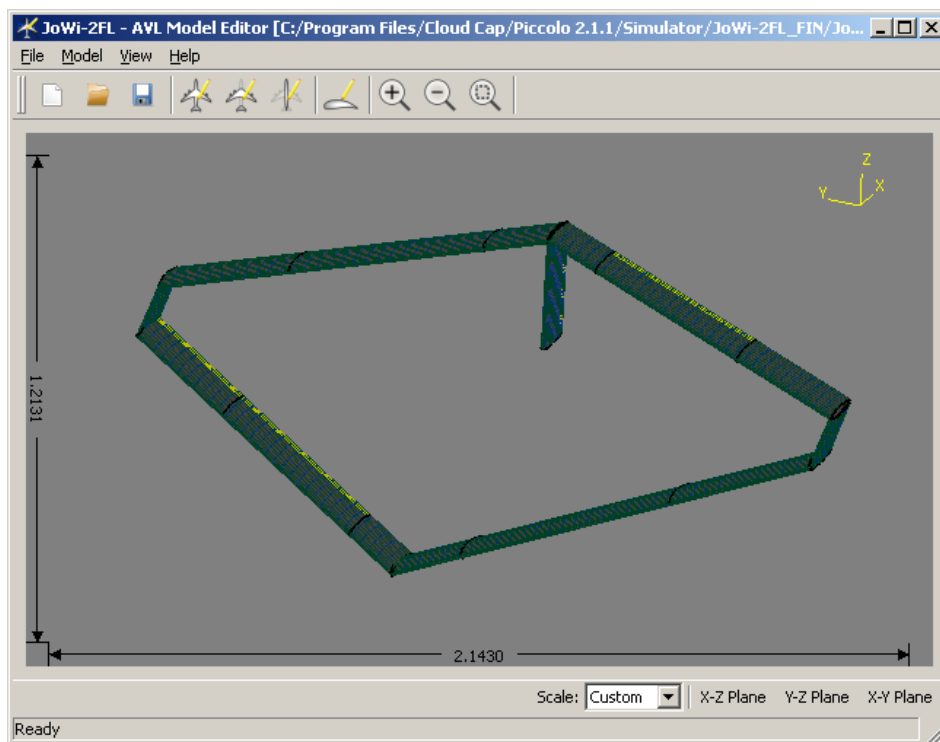 JoWi-2FL - AVL Model Editor [C:/Program Files/Cloud Cap/Piccolo 2.1.1/Simulator/JoWi-2FL_FIN/Jo...
File Model View Help
Z
Y X
1.2131
2.1430
Scale: Custom X-Z Plane Y-Z Plane X-Y Plane
Ready